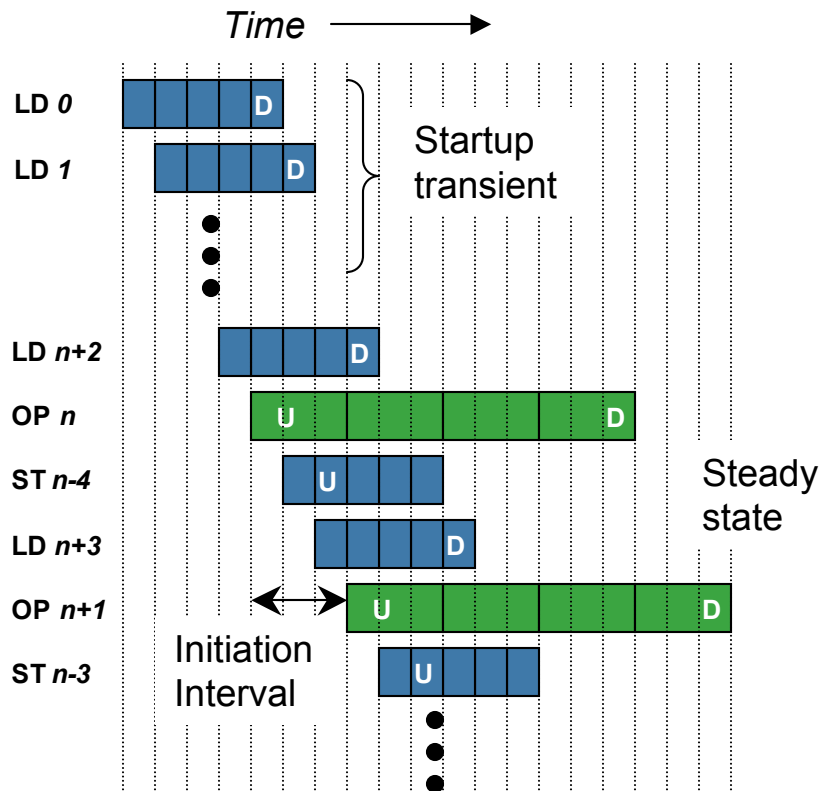 Time
LD 0
D
LD 1
D
Startup
transient
LD n+2
D
OP n
U
D
ST n-4
U
Steady
state
LD n+3
D
OP n+1
U
D
Initiation
Interval
ST n-3
U